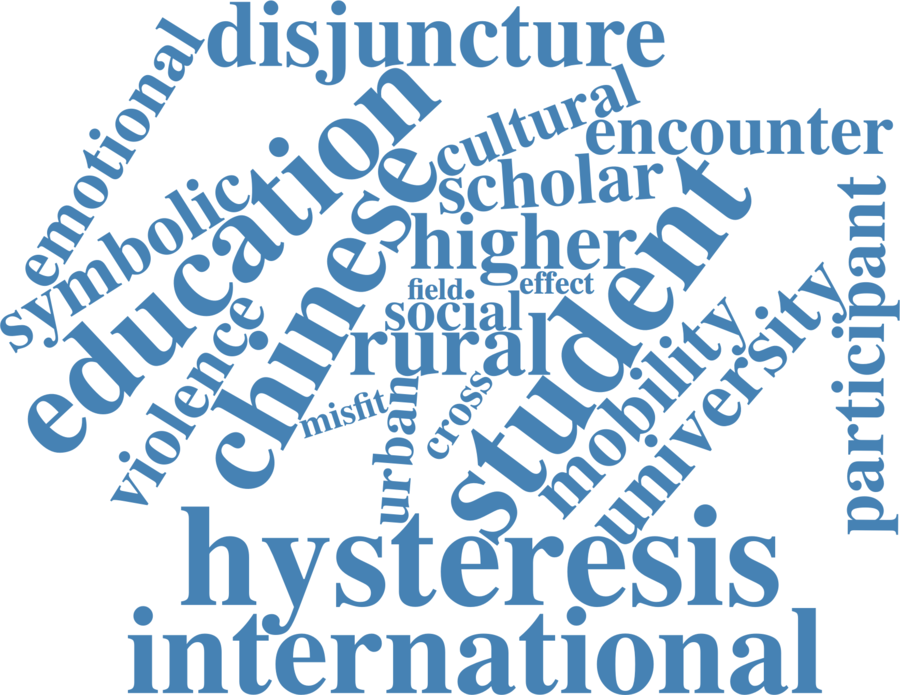 disjuncture
emotional
education
cultural
encounter
symbolic
scholar
chinese
student
participant
higher
field
effect
social
rural
violence
misfit
urban
cross
mobility
university
hysteresis
international